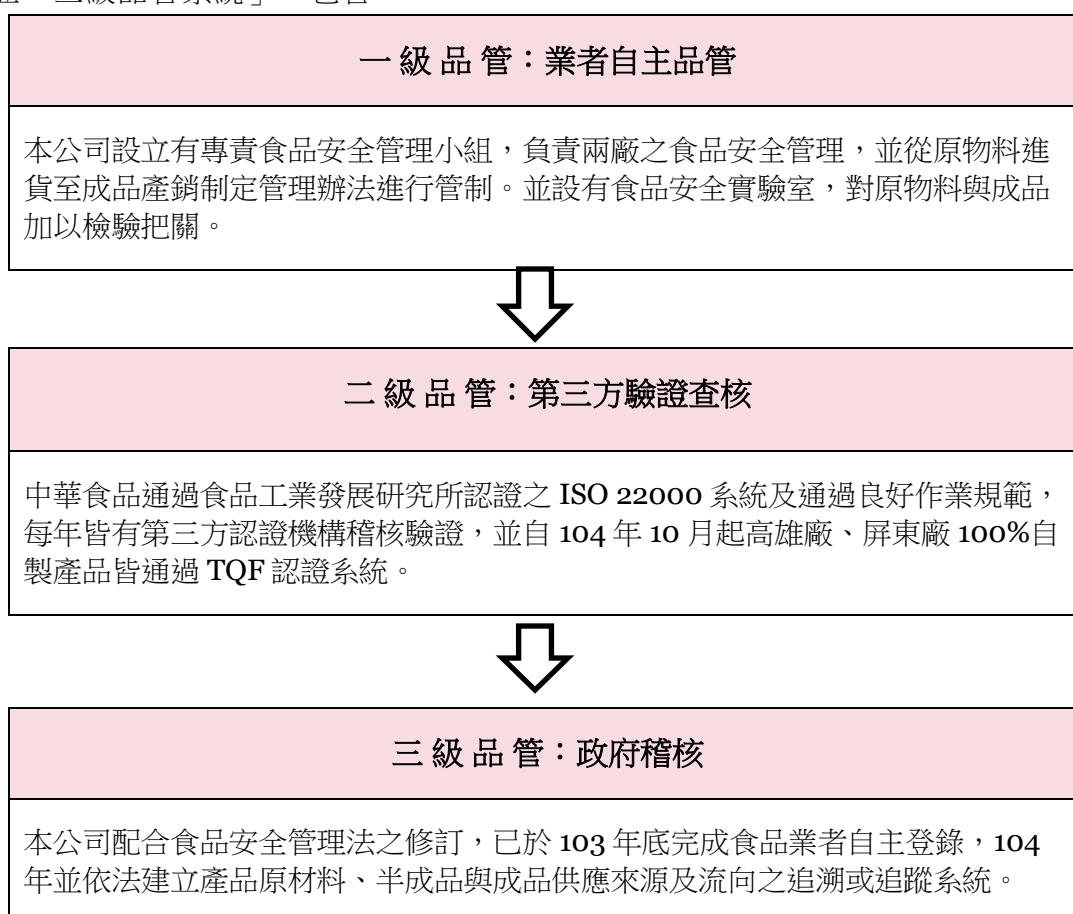 三級品管系統」，包含
一 級 品 管：業者自主品管
本公司設立有專責食品安全管理小組，負責兩廠之食品安全管理，並從原物料進
貨至成品產銷制定管理辦法進行管制。並設有食品安全實驗室，對原物料與成品
加以檢驗把關。
二 級 品 管：第三方驗證查核
中華食品通過食品工業發展研究所認證之 ISO 22000 系統及通過良好作業規範，
每年皆有第三方認證機構稽核驗證，並自 104 年 10 月起高雄廠、屏東廠 100%自
製產品皆通過 TQF 認證系統。
三 級 品 管：政府稽核
本公司配合食品安全管理法之修訂，已於 103 年底完成食品業者自主登錄，104
年並依法建立產品原材料、半成品與成品供應來源及流向之追溯或追蹤系統。